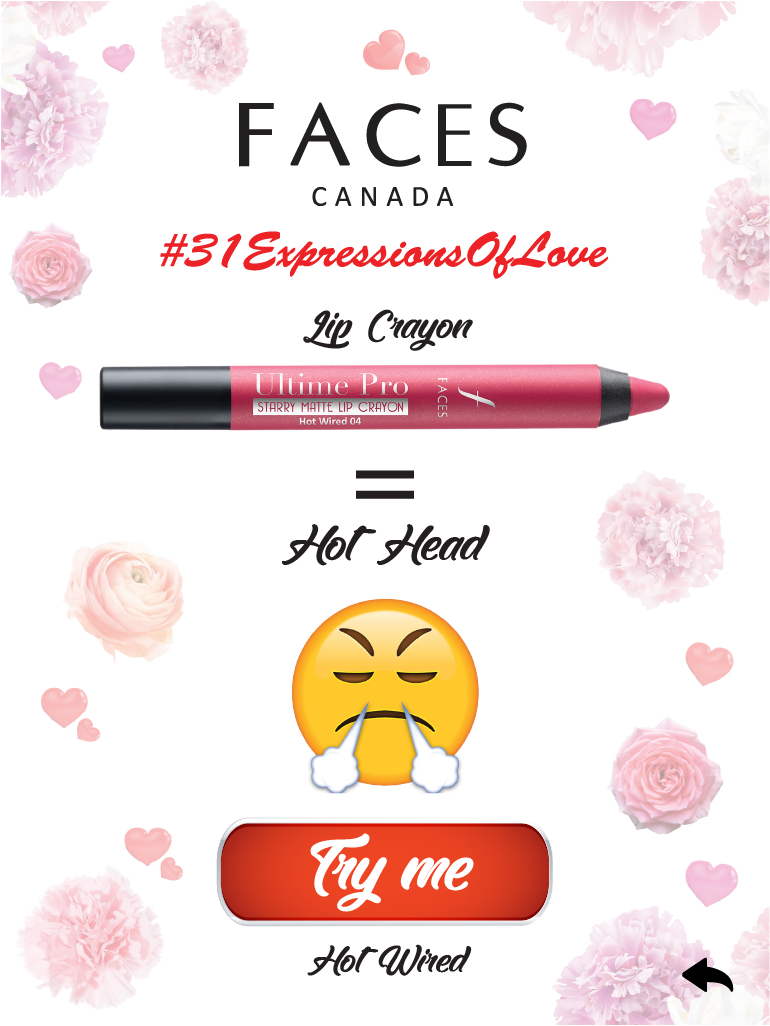 FACES
CANADA
#31ExpressionsOfLove
Lip Crayon
Ultime Pro
STARRY MATTE LIP CRAYON
Hot Wired 04
FACES
f
=
Hot Head
Try me
Hot Wired